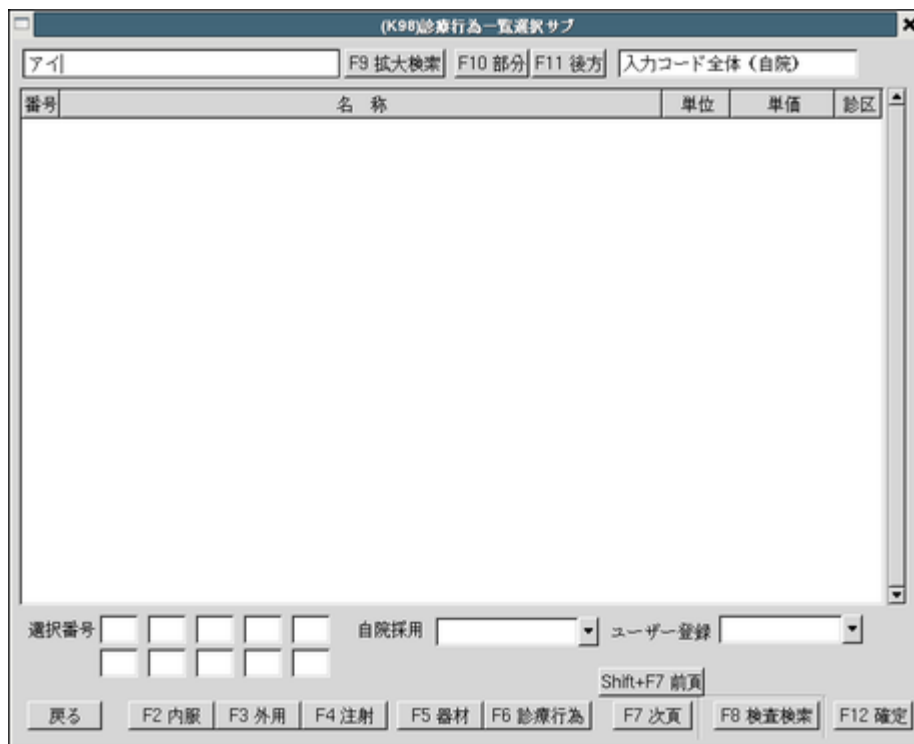 (K98)診療行為一覧選択サブ
アイ F9 拡大検索 F10 部分 F11 後方 入力コード全体(自院)
番号 名 称 単位 単価 診区
選択番号 自院採用 ユーザー登録
Shift+F7 前頁
戻る F2 内服 F3 外用 F4 注射 F5 器材 F6 診療行為 F7 次頁 F8 検査検索 F12 確定